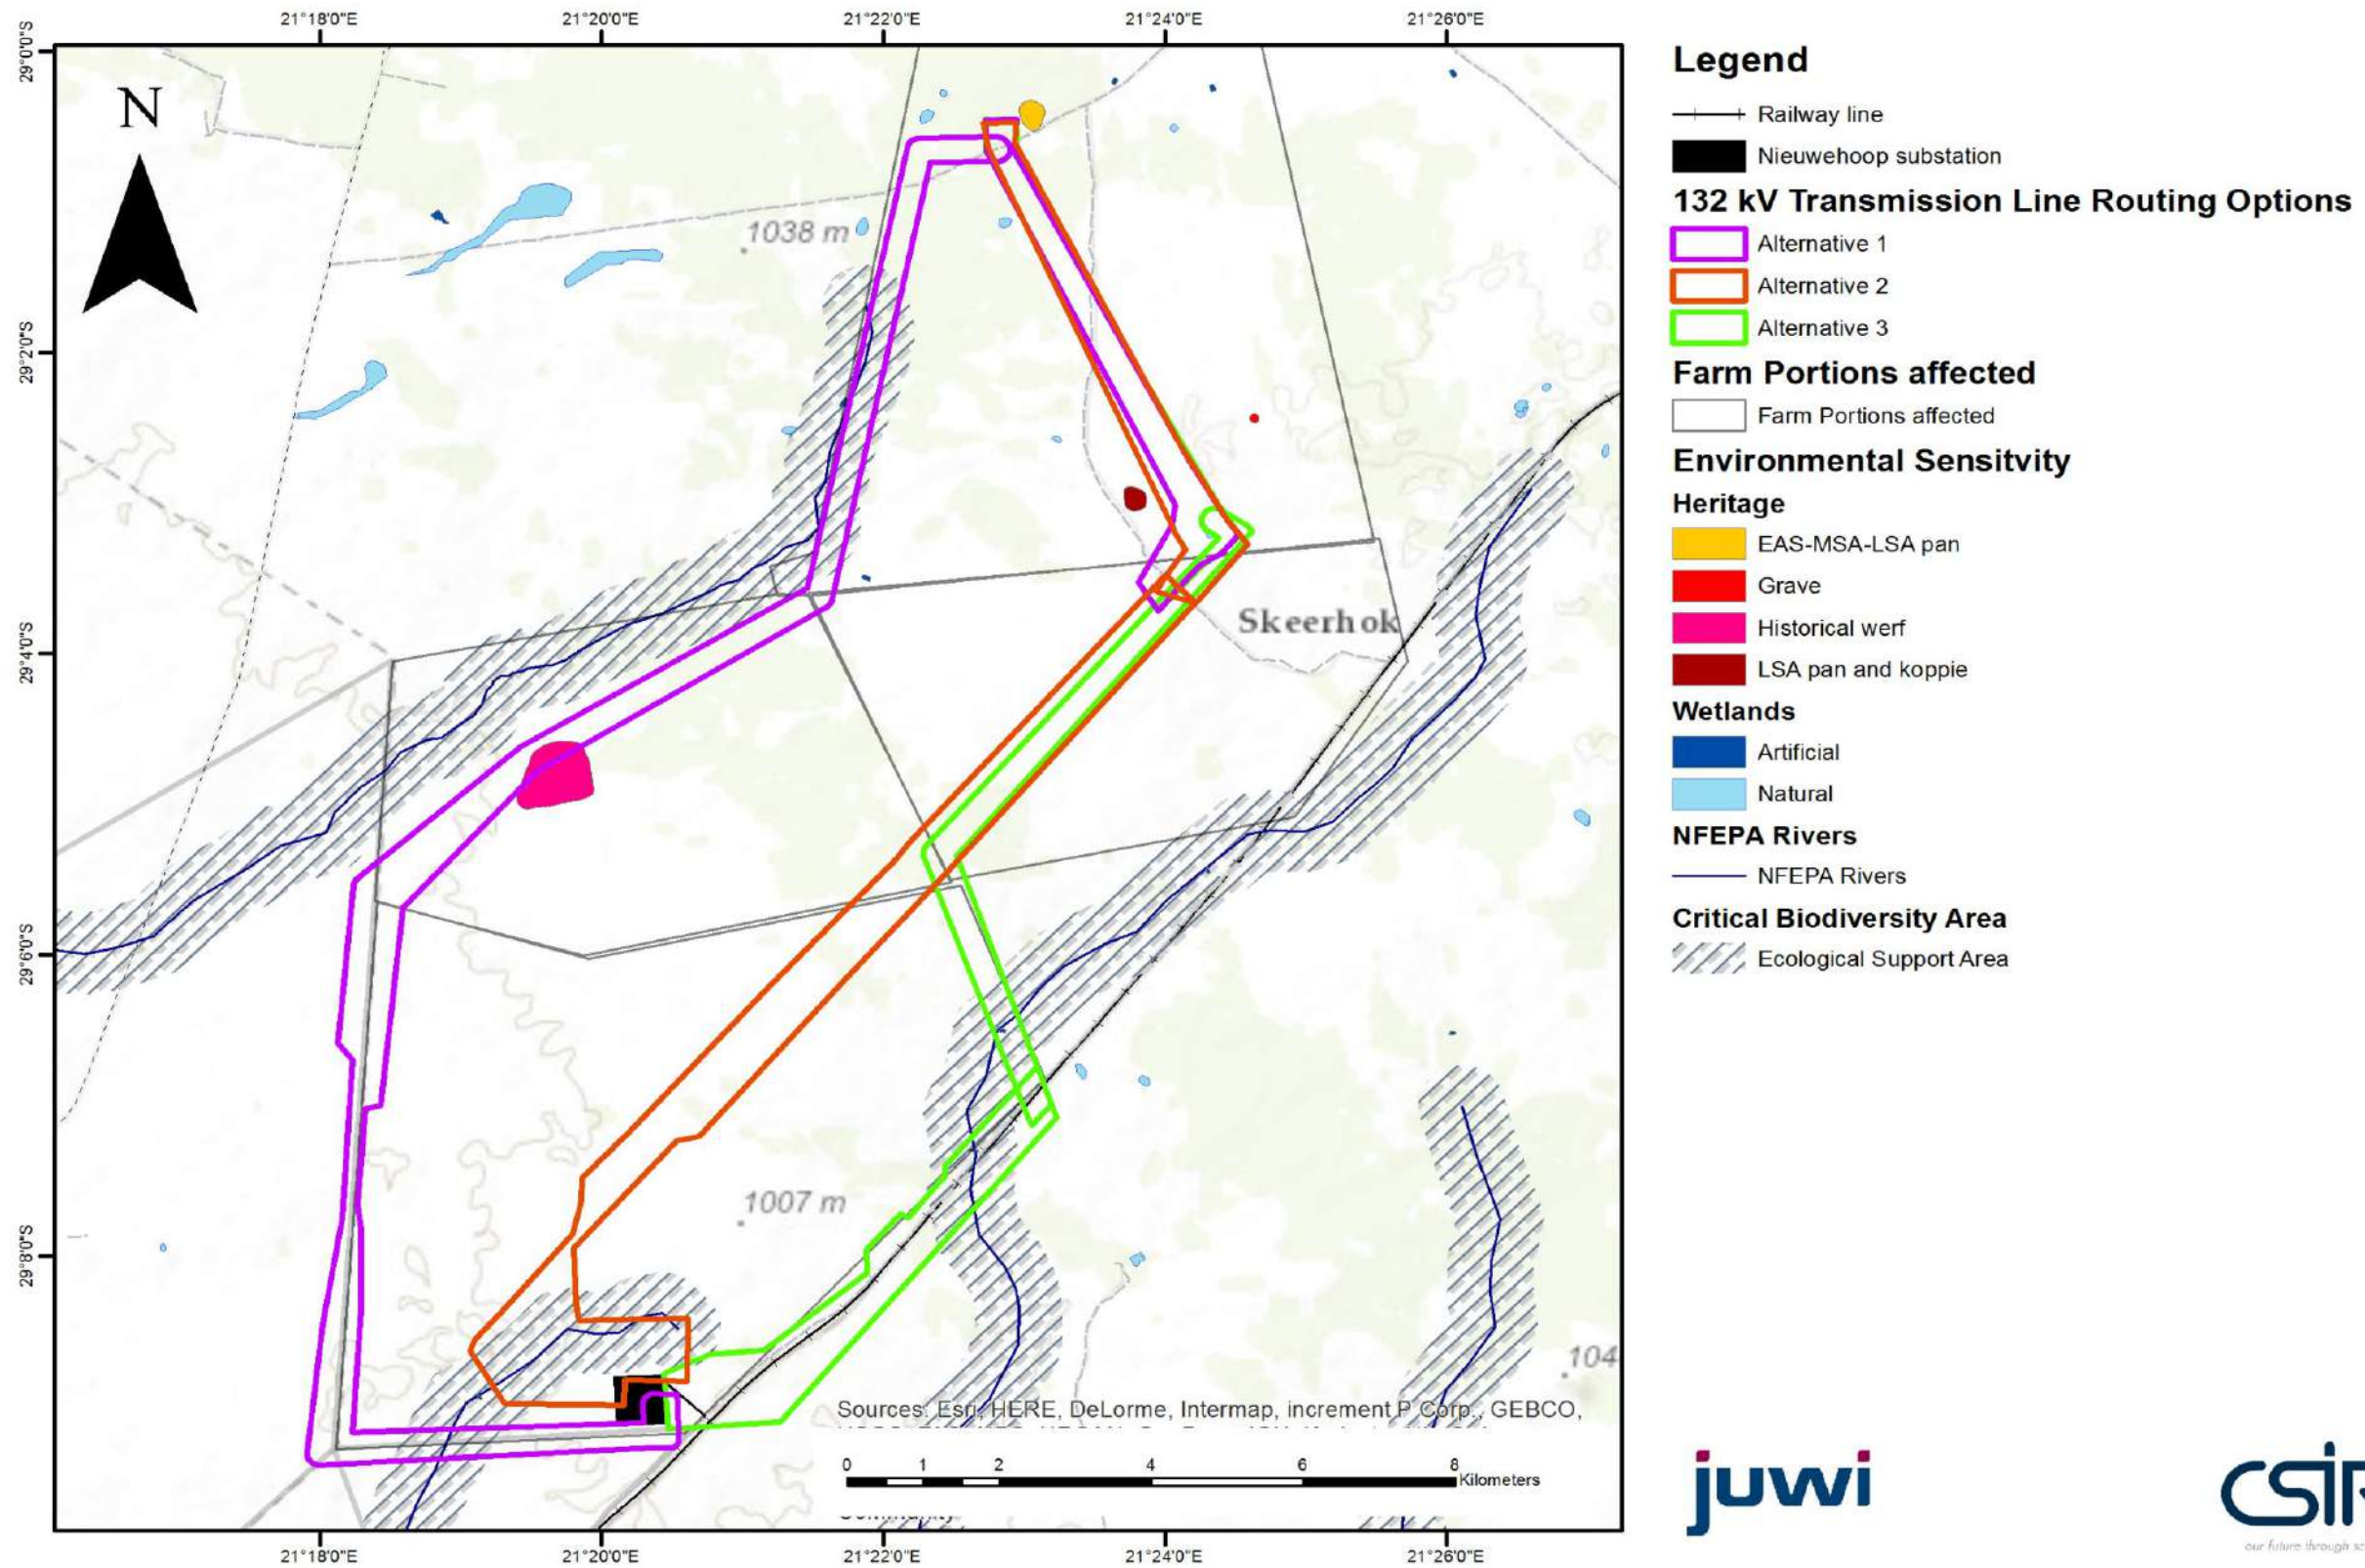 21°18'0"E 21°20'0"E 21°22'0"E 21°24'0"E 21°26'0"E
29°0'0"S
29°2'0"S
29°4'0"S
29°6'0"S
29°8'0"S
N
1038 m
Skeerhok
1007 m
104
Sources: Esri, HERE, DeLorme, Intermap, increment P Corp., GEBCO,
0 1 2 4 6 8
Kilometers
21°18'0"E 21°20'0"E 21°22'0"E 21°24'0"E 21°26'0"E
Legend
Railway line
Nieuwehoop substation
132 kV Transmission Line Routing Options
Alternative 1
Alternative 2
Alternative 3
Farm Portions affected
Farm Portions affected
Environmental Sensitvity
Heritage
EAS-MSA-LSA pan
Grave
Historical werf
LSA pan and koppie
Wetlands
Artificial
Natural
NFEPA Rivers
NFEPA Rivers
Critical Biodiversity Area
Ecological Support Area
juwi
CSIR
our future through sc